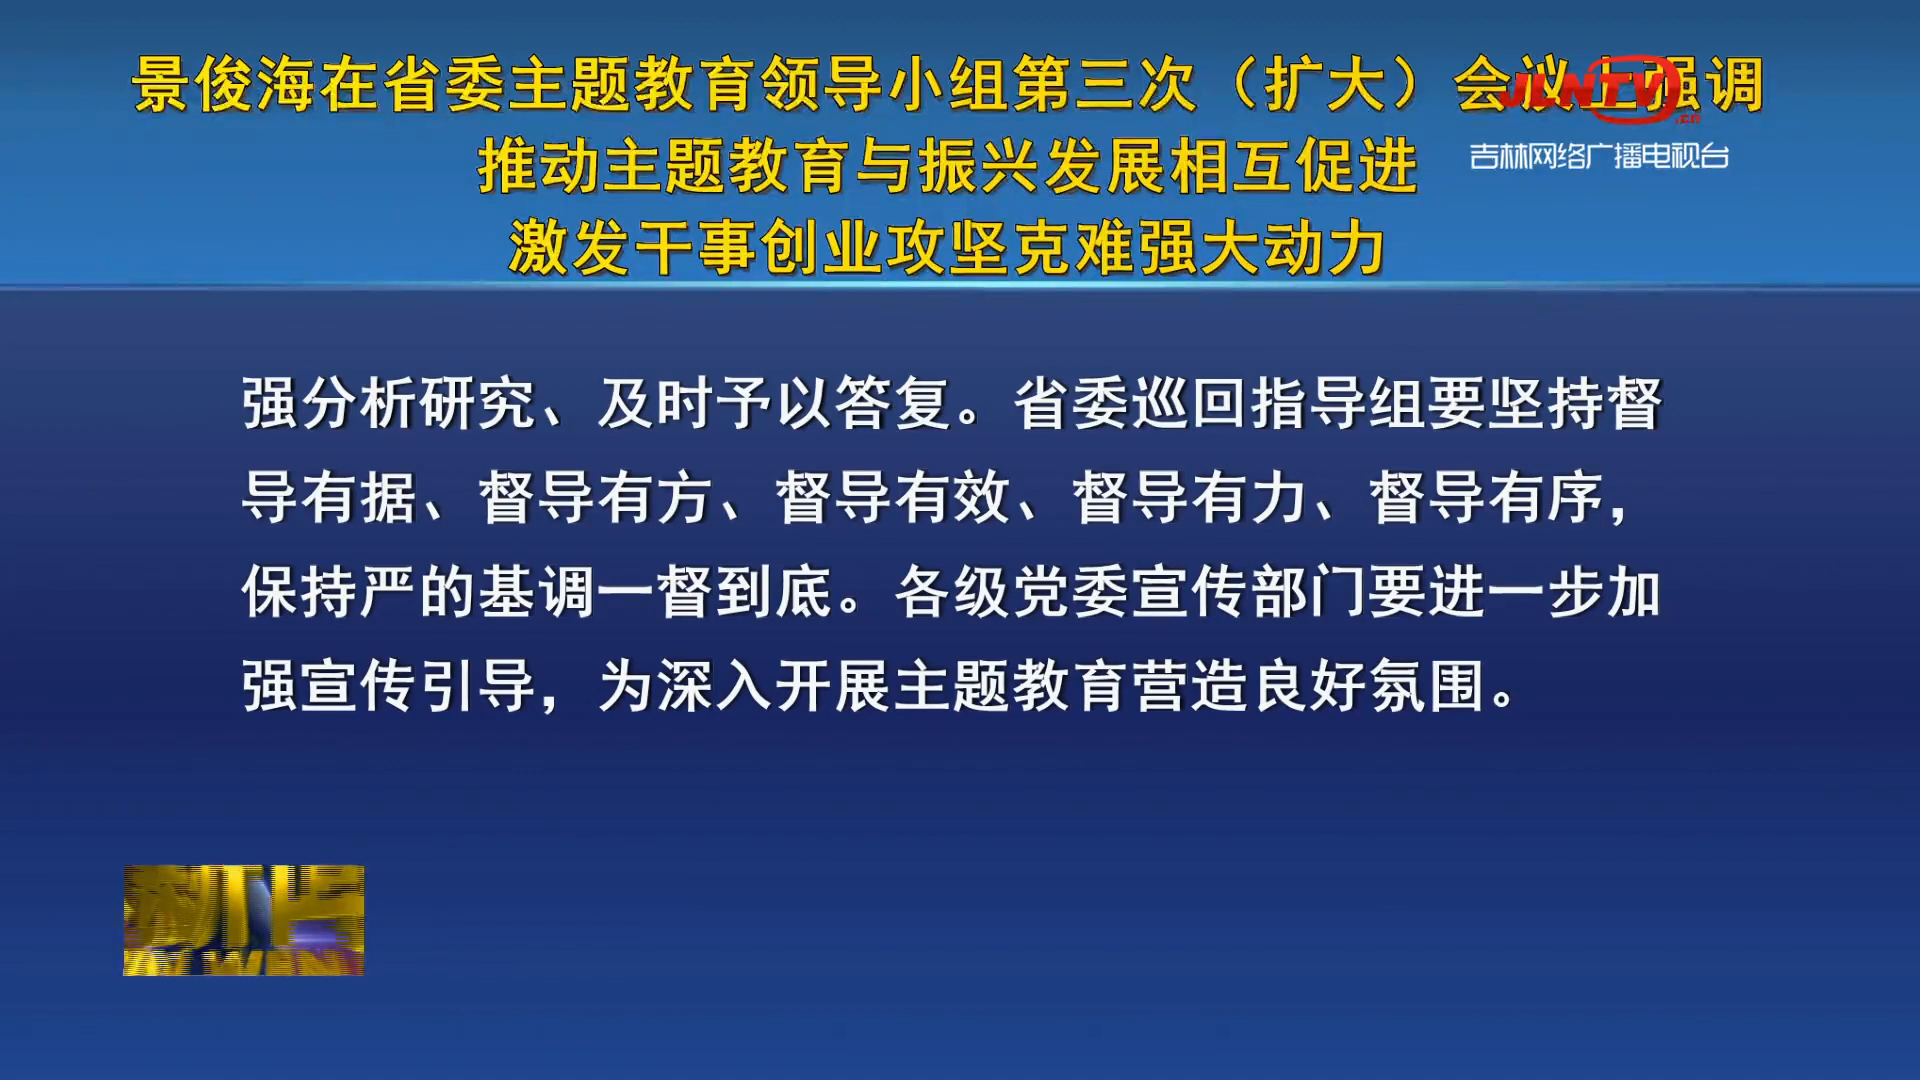 景俊海在省委主题教育领导小组第三次（扩大）会议上强调
JLNTV.cn
推动主题教育与振兴发展相互促进
吉林网络广播电视台
激发干事创业攻坚克难强大动力
强分析研究、及时予以答复。省委巡回指导组要坚持督
导有据、督导有方、督导有效、督导有力、督导有序，
保持严的基调一督到底。各级党委宣传部门要进一步加
强宣传引导，为深入开展主题教育营造良好氛围。